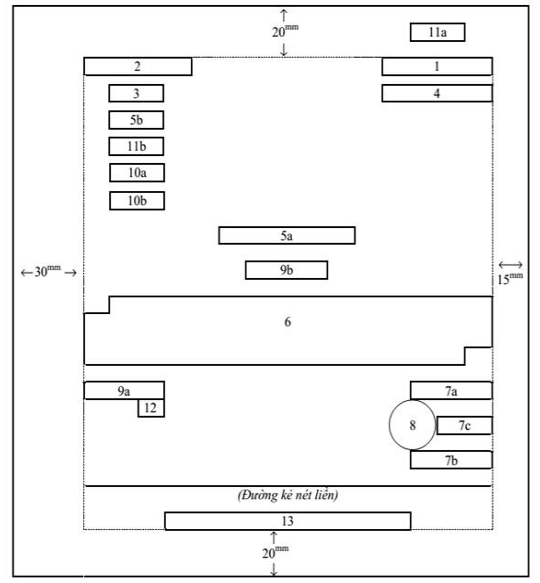 11a
20mm
2 1
3 4
5b
11b
10a
10b
5a
9b
←30mm→ 15mm
6
9a 7a
12
8 7c
7b
(Đường kẻ nét liền)
13
20mm